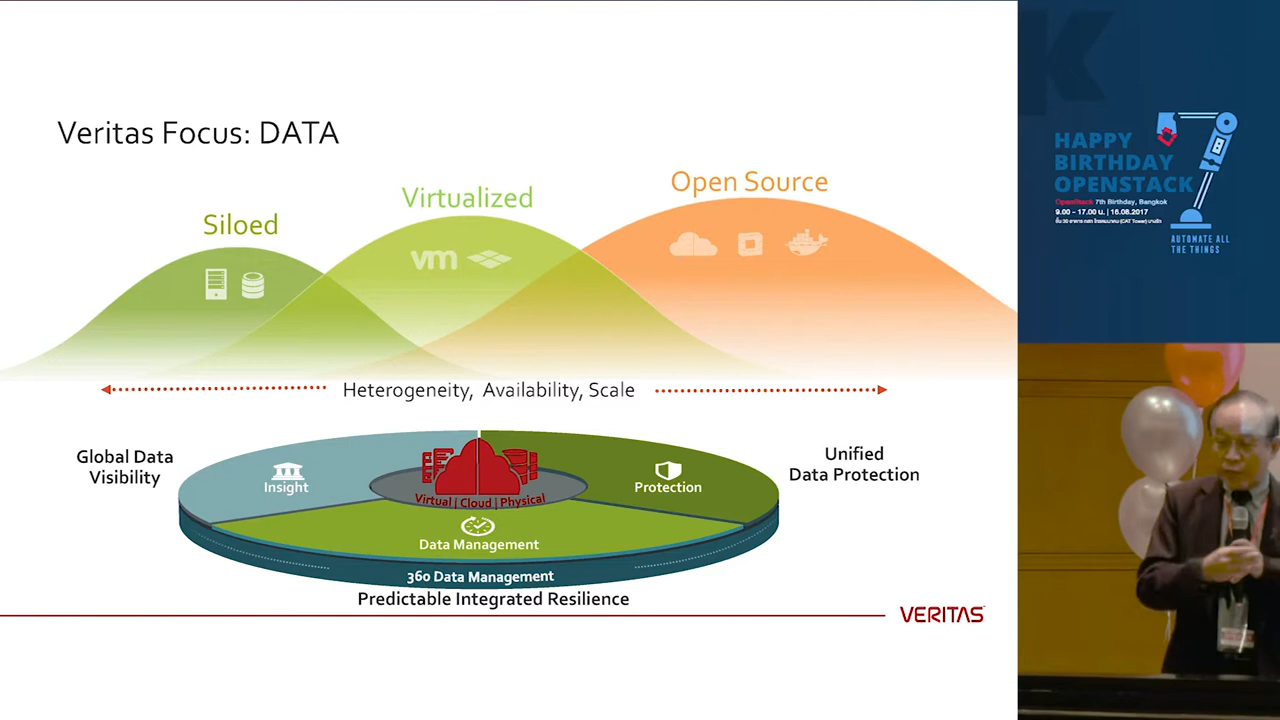 Veritas Focus: DATA
Siloed
Virtualized
Open Source
vm
Heterogeneity, Availability, Scale
Global Data
Visibility
Insight
Virtual | Cloud | Physical
Protection
Unified
Data Protection
Data Management
360 Data Management
Predictable Integrated Resilience
VERITAS
HAPPY
BIRTHDAY
OPENSTACK
7
OpenStack 7th Birthday, Bangkok
9.00 - 17.00 น. | 16.08.2017
AUTOMATE ALL
THE THINGS